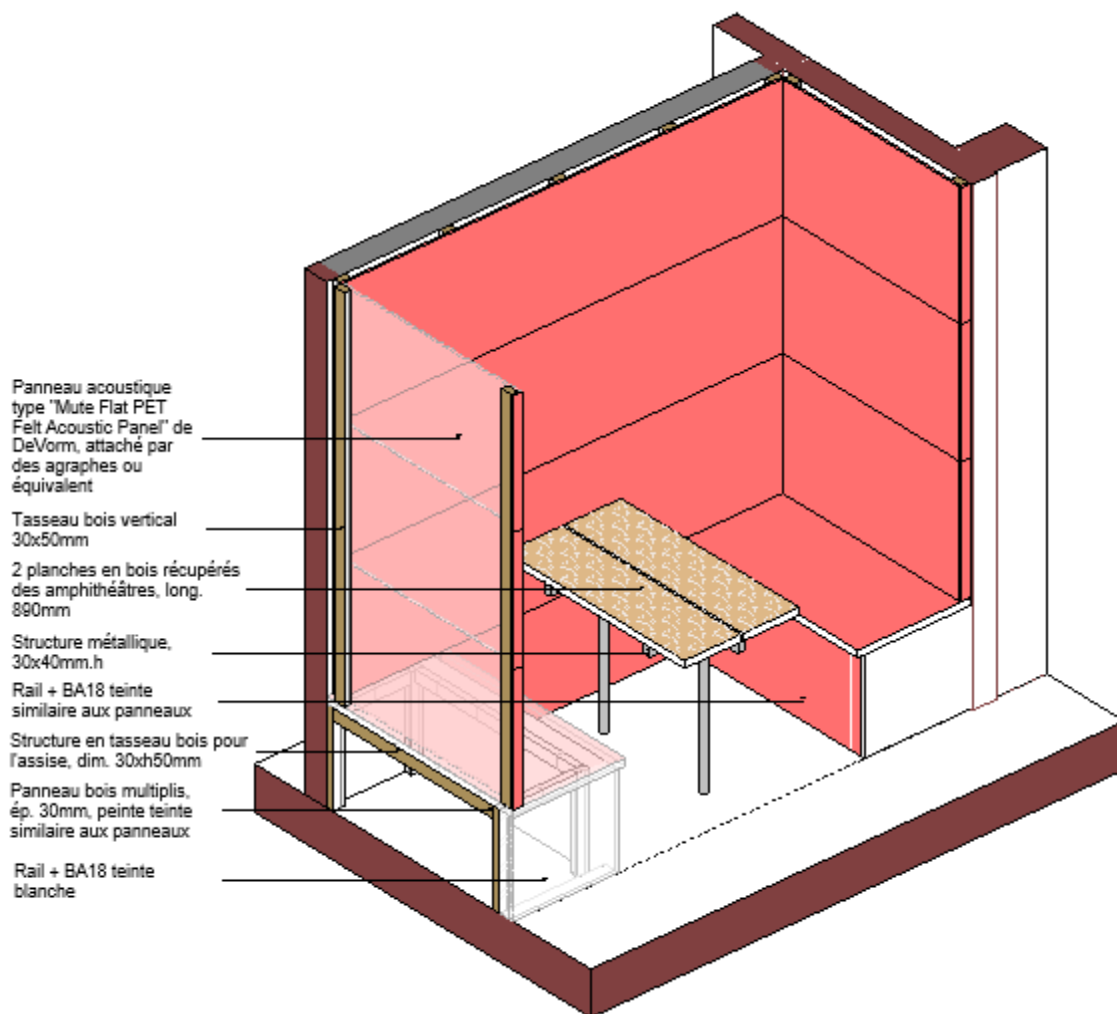 Panneau acoustique
type "Mute Flat PET
Felt Acoustic Panel" de
DeVorm, attaché par
des agraphes ou
équivalent
Tasseau bois vertical
30x50mm
2 planches en bois récupérés
des amphithéâtres, long.
890mm
Structure métallique,
30x40mm.h
Rail + BA18 teinte
similaire aux panneaux
Structure en tasseau bois pour
l'assise, dim. 30xh50mm
Panneau bois multiplis,
ép. 30mm, peinte teinte
similaire aux panneaux
Rail + BA18 teinte
blanche